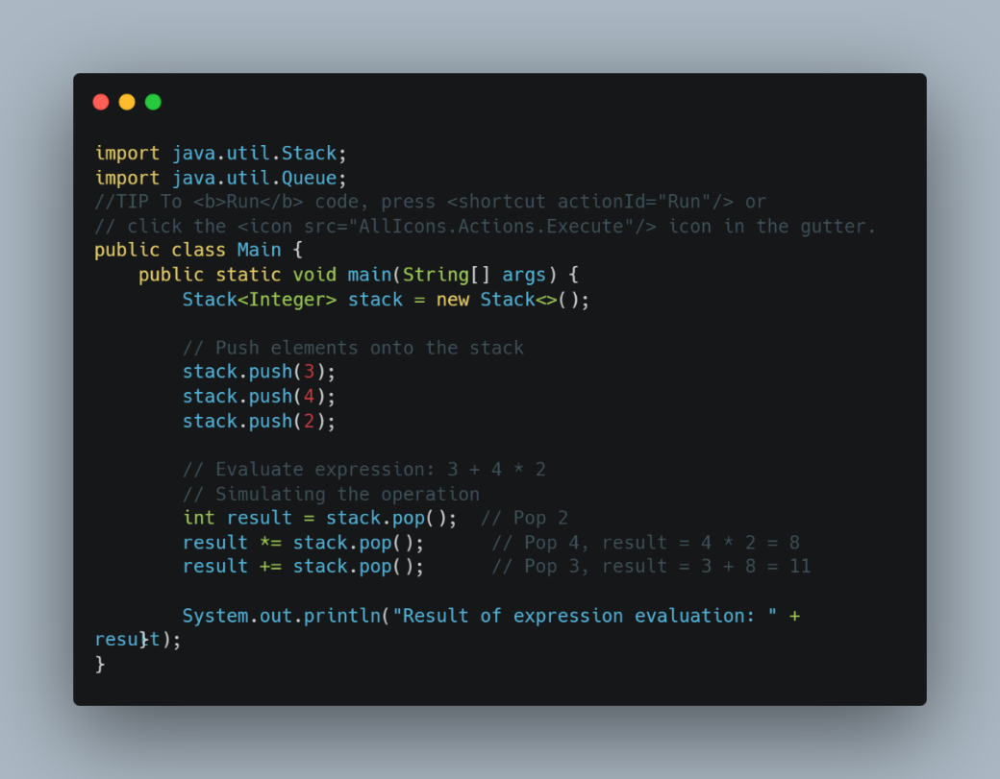 import java.util.Stack;
import java.util.Queue;
//TIP To <b>Run</b> code, press <shortcut actionId="Run"/> or
// click the <icon src="AllIcons.Actions.Execute"/> icon in the gutter.
public class Main {
    public static void main(String[] args) {
        Stack<Integer> stack = new Stack<>();

        // Push elements onto the stack
        stack.push(3);
        stack.push(4);
        stack.push(2);

        // Evaluate expression: 3 + 4 * 2
        // Simulating the operation
        int result = stack.pop();  // Pop 2
        result *= stack.pop();      // Pop 4, result = 4 * 2 = 8
        result += stack.pop();      // Pop 3, result = 3 + 8 = 11

        System.out.println("Result of expression evaluation: " +
result);
    }
}